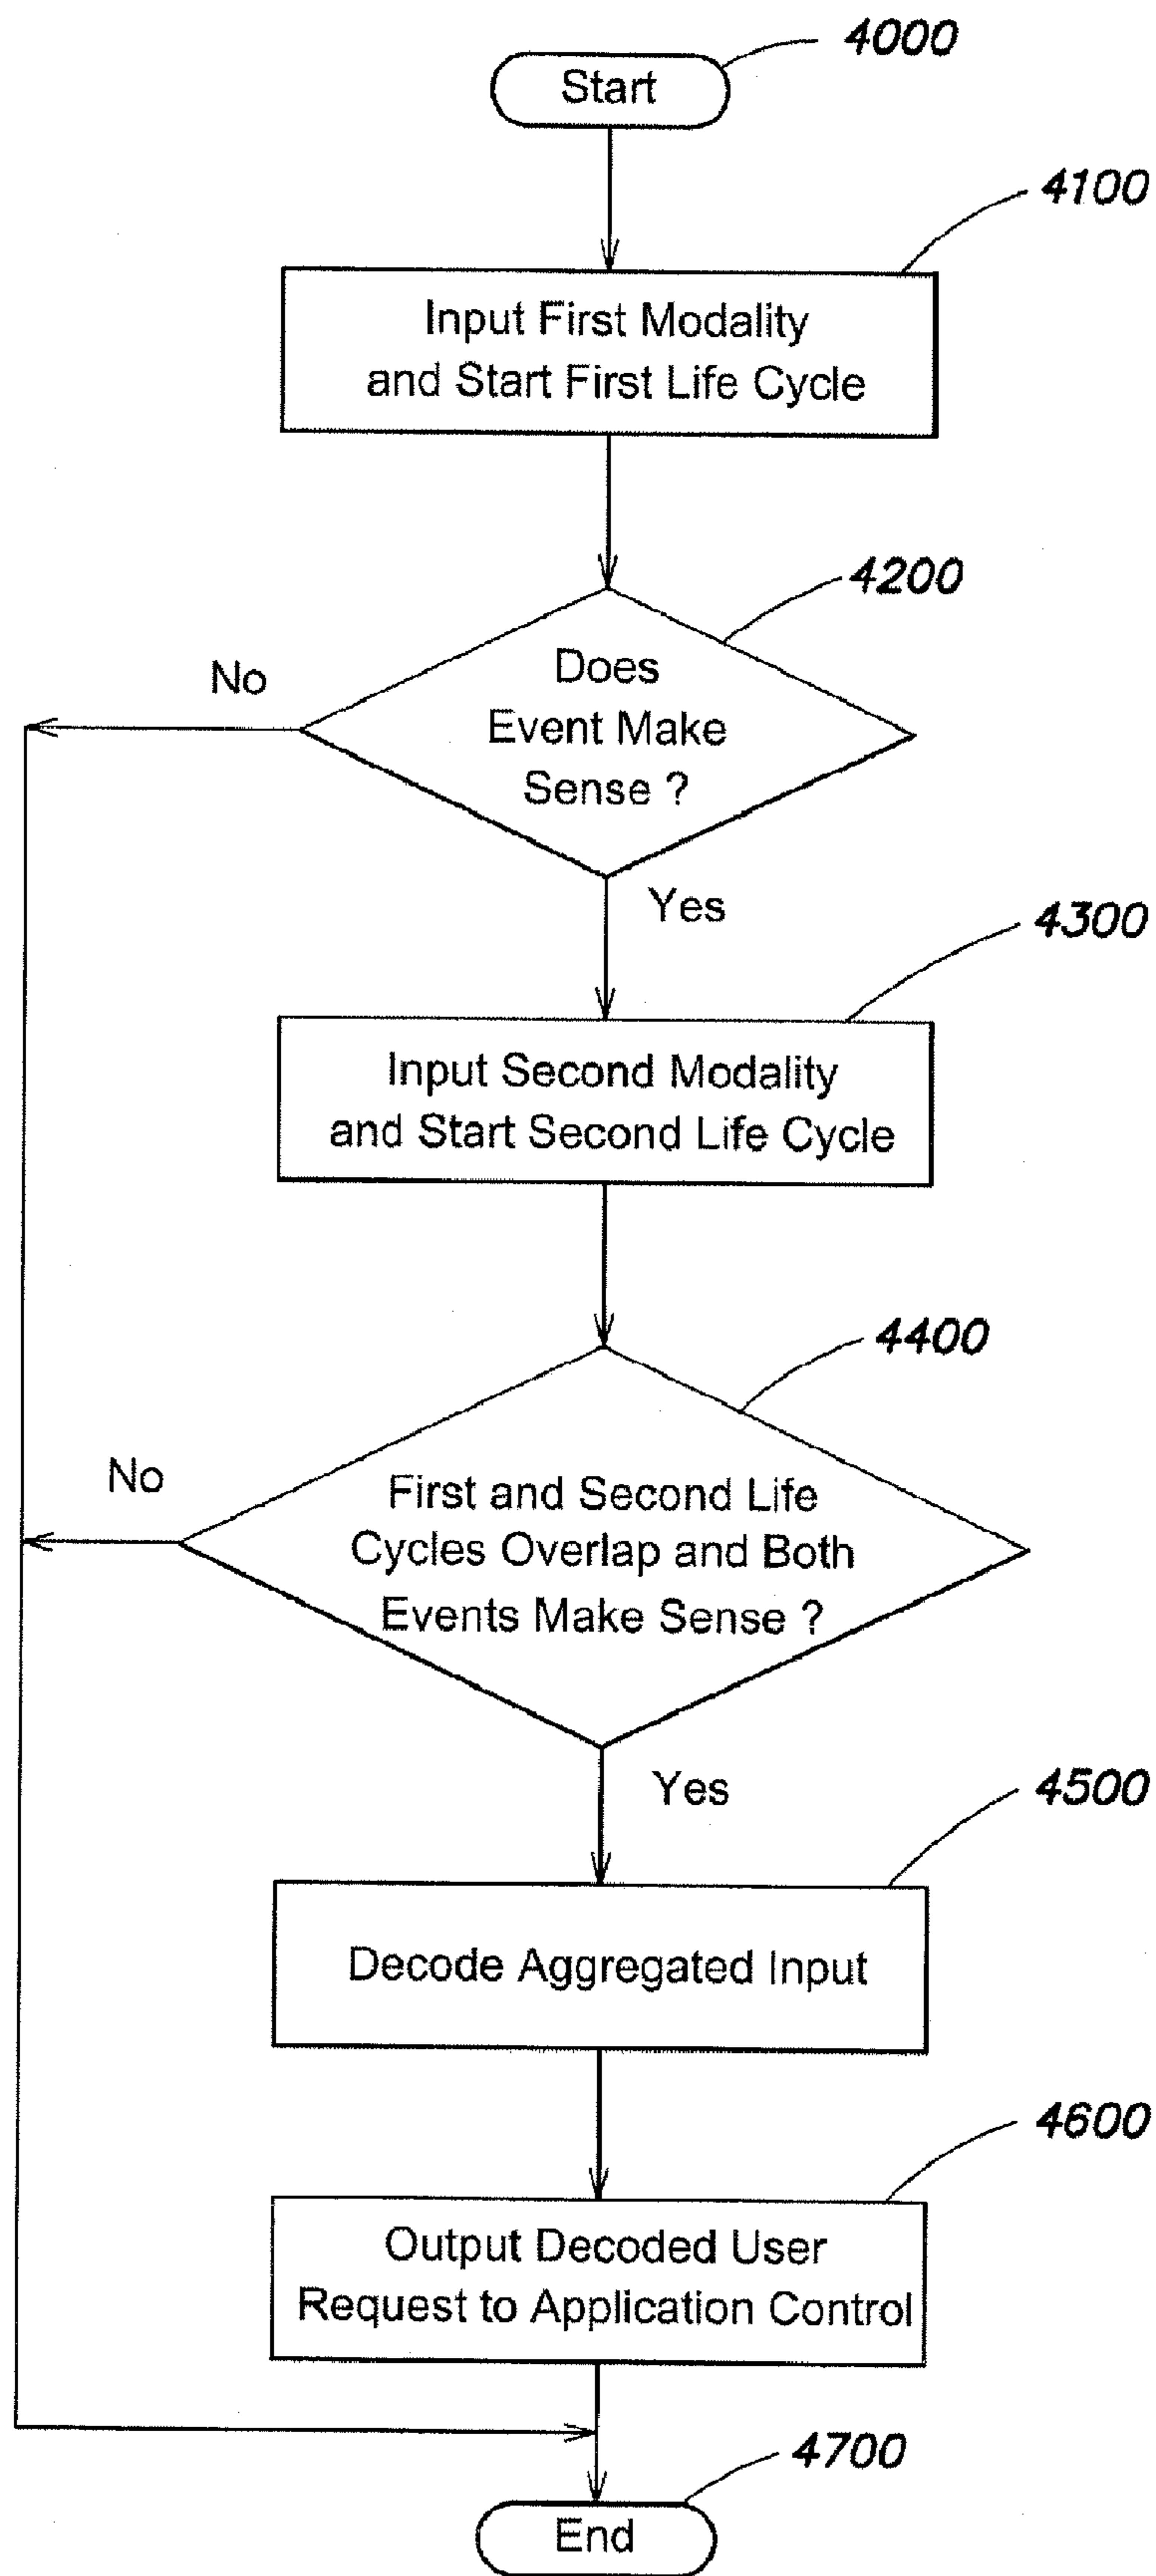 4000
Start
4100
Input First Modality
and Start First Life Cycle
4200
No
Does
Event Make
Sense ?
Yes
4300
Input Second Modality
and Start Second Life Cycle
4400
No
First and Second Life
Cycles Overlap and Both
Events Make Sense ?
Yes
4500
Decode Aggregated Input
4600
Output Decoded User
Request to Application Control
4700
End